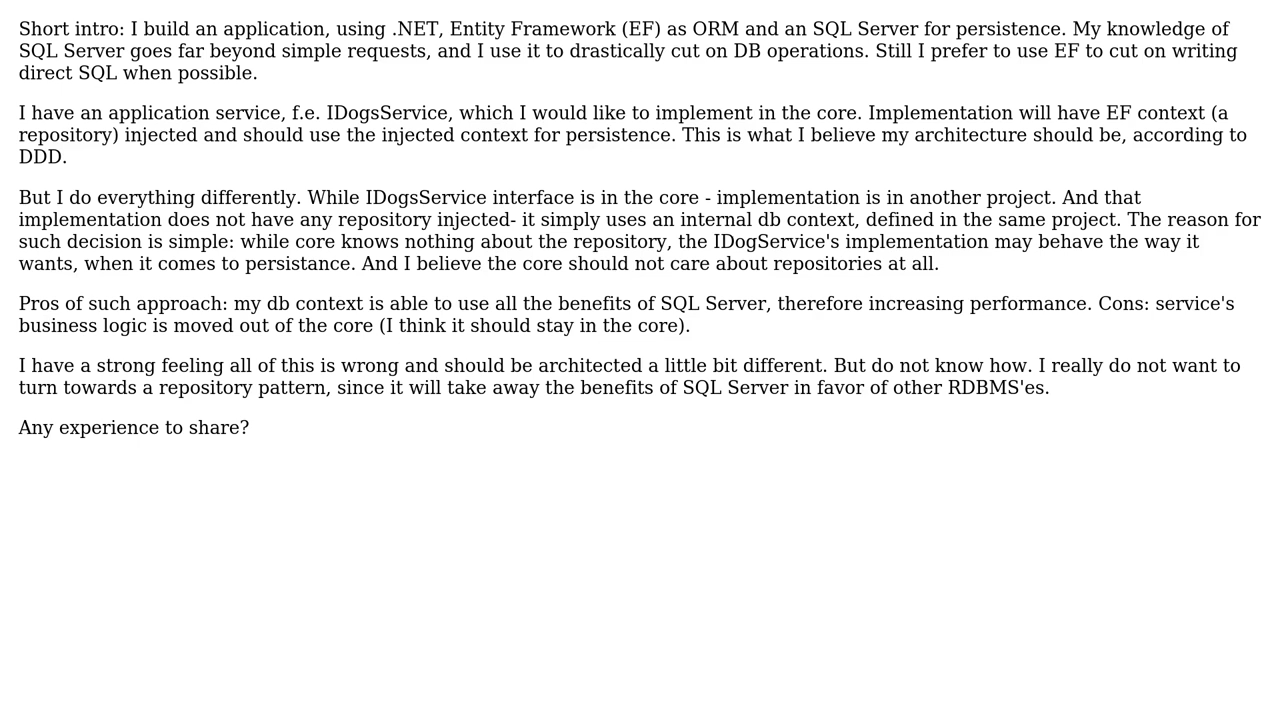 Short intro: I build an application, using .NET, Entity Framework (EF) as ORM and an SQL Server for persistence. My knowledge of
SQL Server goes far beyond simple requests, and I use it to drastically cut on DB operations. Still I prefer to use EF to cut on writing
direct SQL when possible.
I have an application service, f.e. IDogsService, which I would like to implement in the core. Implementation will have EF context (a
repository) injected and should use the injected context for persistence. This is what I believe my architecture should be, according to
DDD.
But I do everything differently. While IDogsService interface is in the core - implementation is in another project. And that
implementation does not have any repository injected- it simply uses an internal db context, defined in the same project. The reason for
such decision is simple: while core knows nothing about the repository, the IDogService's implementation may behave the way it
wants, when it comes to persistance. And I believe the core should not care about repositories at all.
Pros of such approach: my db context is able to use all the benefits of SQL Server, therefore increasing performance. Cons: service's
business logic is moved out of the core (I think it should stay in the core).
I have a strong feeling all of this is wrong and should be architected a little bit different. But do not know how. I really do not want to
turn towards a repository pattern, since it will take away the benefits of SQL Server in favor of other RDBMS'es.
Any experience to share?